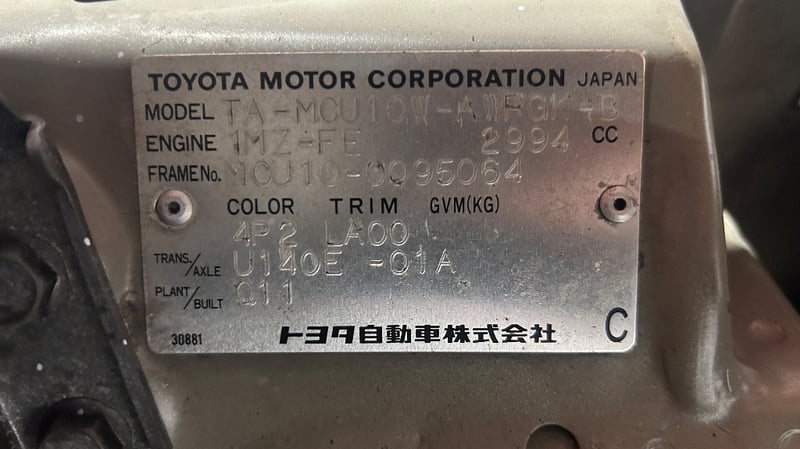 TOYOTA MOTOR CORPORATION JAPAN
MODEL TA-MCU10W-AWPGK-B
ENGINE 1MZ-FE 2994 CC
FRAME No. MCU10-0095064
COLOR TRIM GVM(KG)
4P2 LA00
TRANS./AXLE U140E -01A
PLANT/BUILT Q11
30881 トヨタ自動車株式会社 C